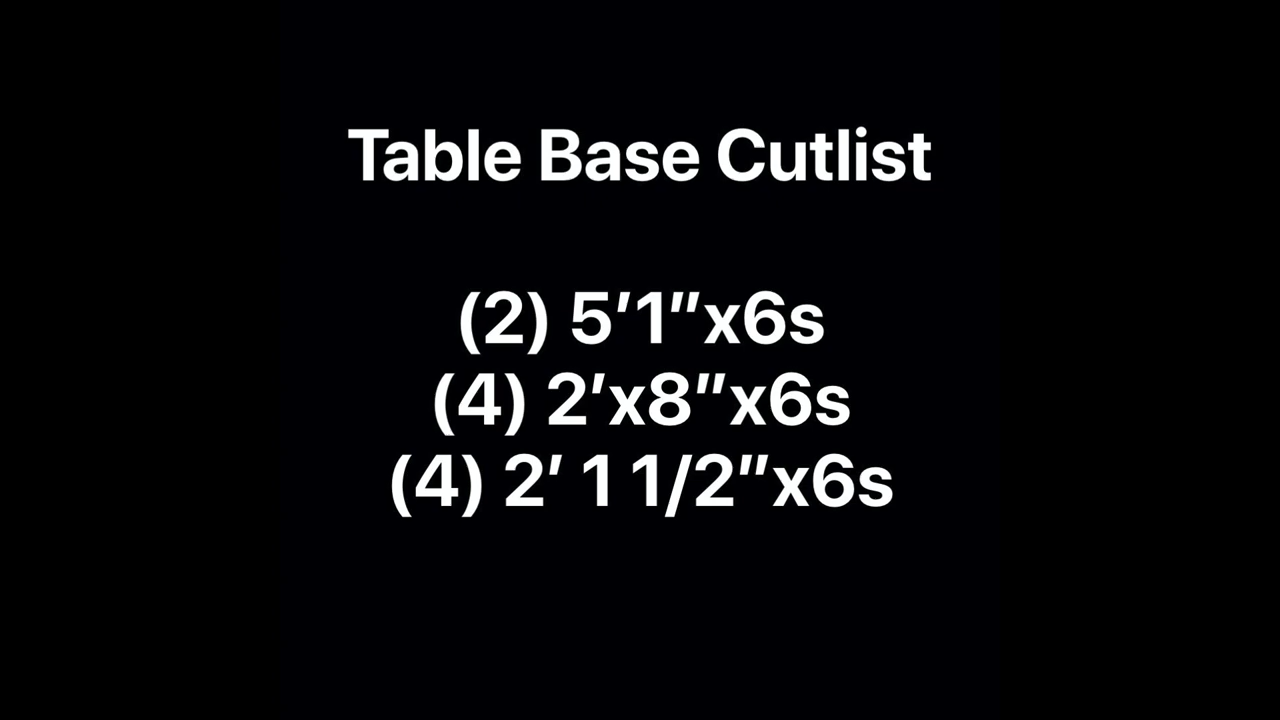 Table Base Cutlist
(2) 5′1″x6s
(4) 2′x8″x6s
(4) 2′ 1 1/2″x6s